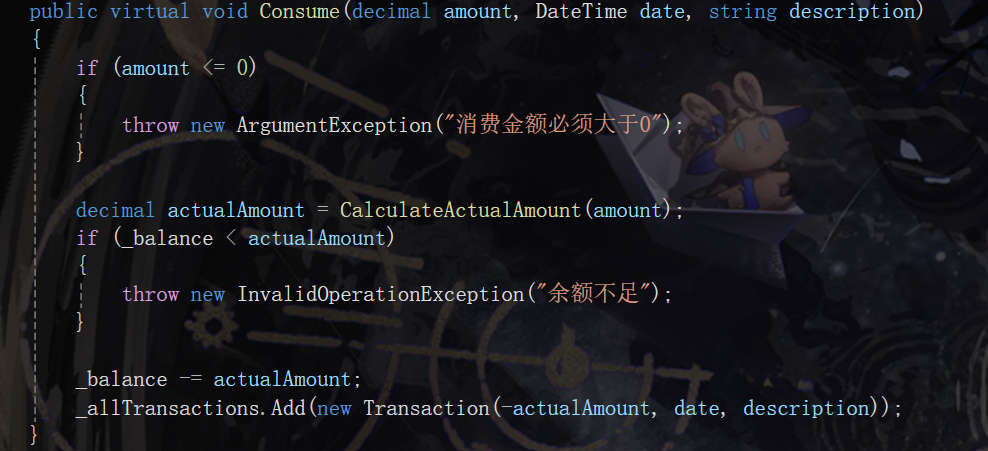 public virtual void Consume(decimal amount, DateTime date, string description)
{
    if (amount <= 0)
    {
        throw new ArgumentException("消费金额必须大于0");
    }

    decimal actualAmount = CalculateActualAmount(amount);
    if (_balance < actualAmount)
    {
        throw new InvalidOperationException("余额不足");
    }

    _balance -= actualAmount;
    _allTransactions.Add(new Transaction(-actualAmount, date, description));
}